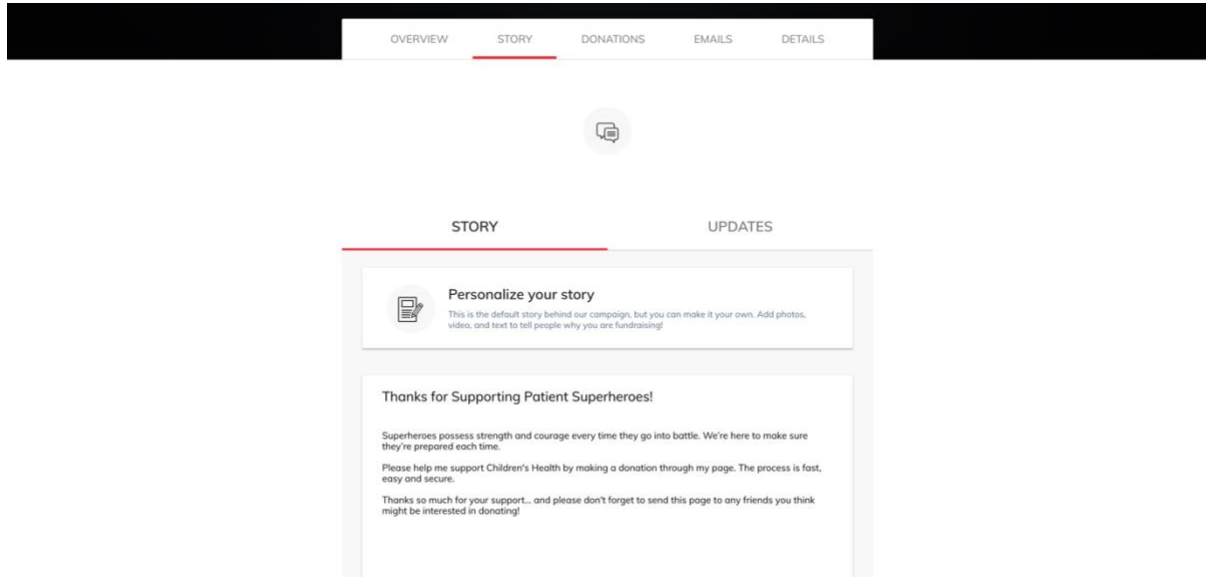 OVERVIEW STORY DONATIONS EMAILS DETAILS
STORY UPDATES
Personalize your story
This is the default story behind our campaign, but you can make it your own. Add photos,
video, and text to tell people why you are fundraising!
Thanks for Supporting Patient Superheroes!
Superheroes possess strength and courage every time they go into battle. We're here to make sure
they're prepared each time.
Please help me support Children's Health by making a donation through my page. The process is fast,
easy and secure.
Thanks so much for your support... and please don't forget to send this page to any friends you think
might be interested in donating!